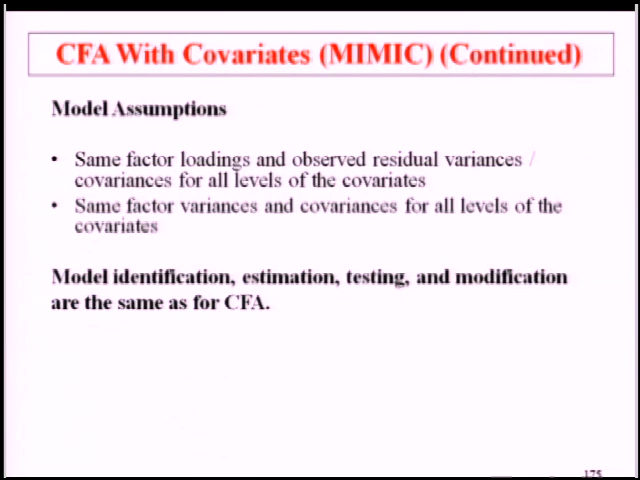 CFA With Covariates (MIMIC) (Continued)
Model Assumptions
• Same factor loadings and observed residual variances /
covariances for all levels of the covariates
• Same factor variances and covariances for all levels of the
covariates
Model identification, estimation, testing, and modification
are the same as for CFA.
175